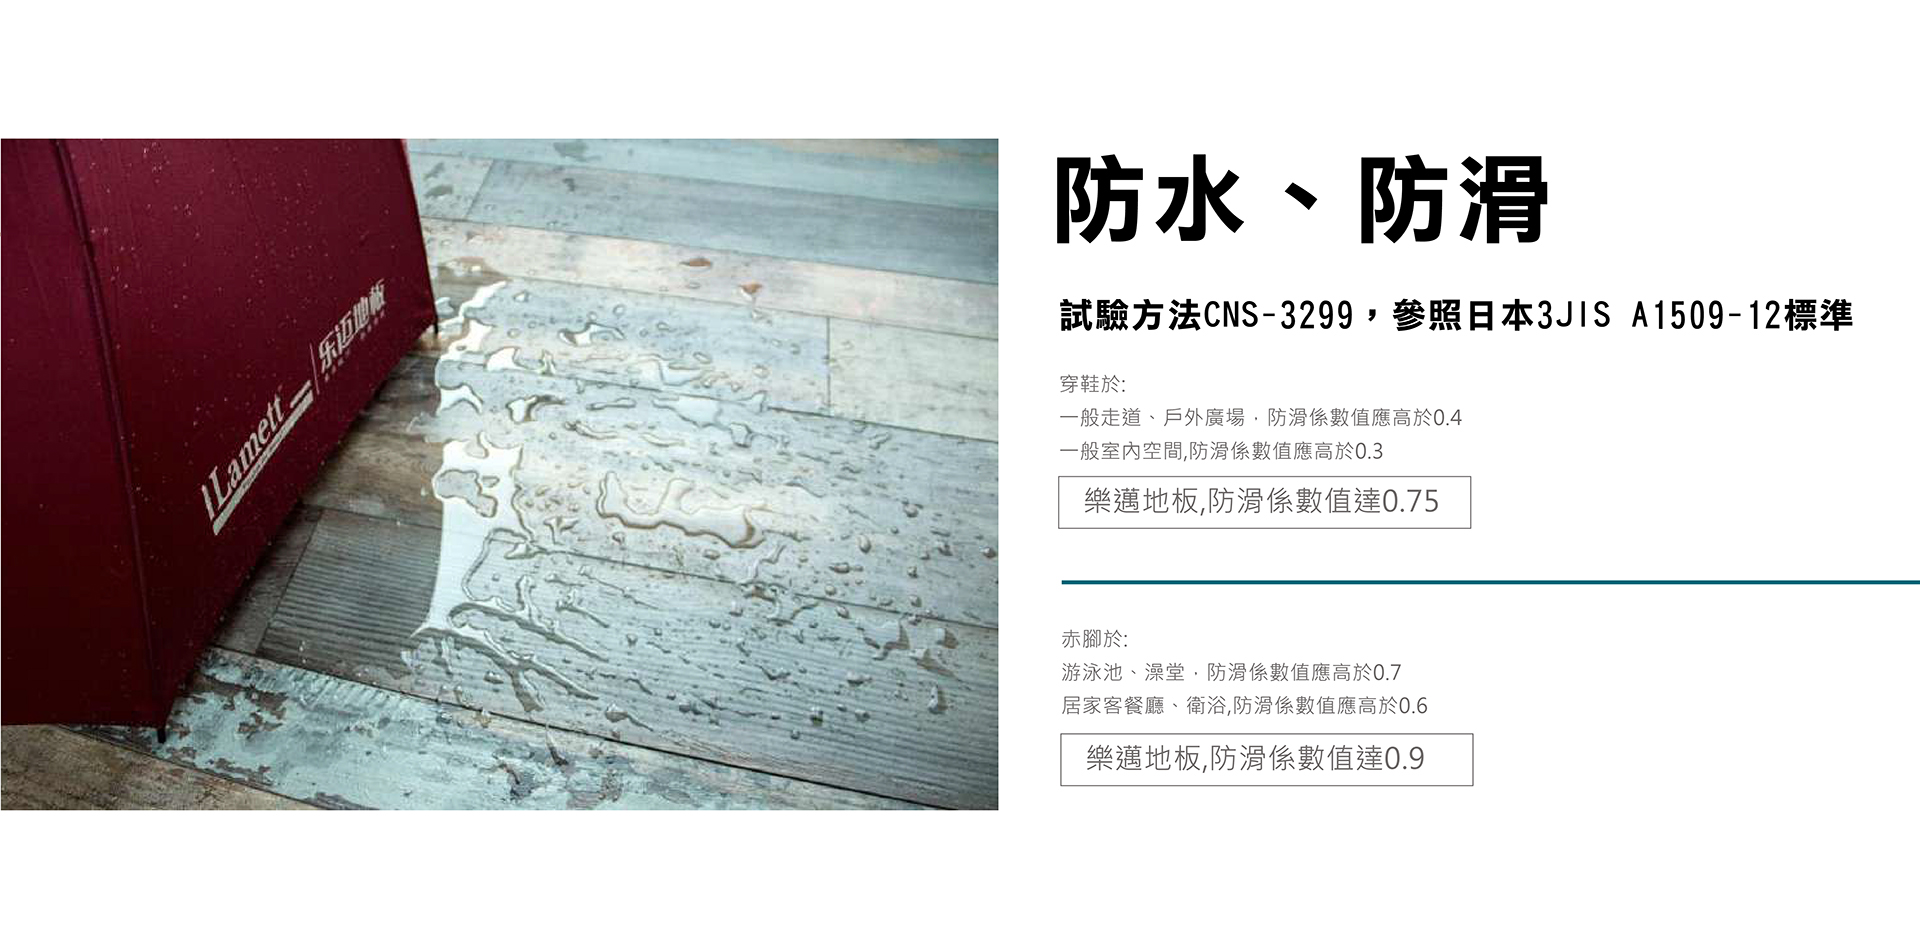 Lamett
乐迈地板
防水、防滑
試驗方法CNS-3299，參照日本3JIS A1509-12標準
穿鞋於:
一般走道、戶外廣場，防滑係數值應高於0.4
一般室內空間,防滑係數值應高於0.3
樂邁地板,防滑係數值達0.75
赤腳於:
游泳池、澡堂，防滑係數值應高於0.7
居家客餐廳、衛浴,防滑係數值應高於0.6
樂邁地板,防滑係數值達0.9